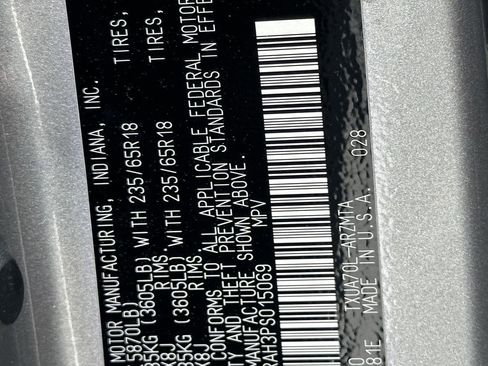 MOTOR MANUFACTURING, INDIANA, INC.
5870LB)
35KG (3605LB) WITH 235/65R18 TIRES,
X8J RIMS,
35KG (3605LB) WITH 235/65R18 TIRES,
X8J RIMS,
CONFORMS TO ALL APPLICABLE FEDERAL MOTOR
TY AND THEFT PREVENTION STANDARDS IN EFFE
MANUFACTURE SHOWN ABOVE.
RAH3PS015069 MPV
TXUA70L-ARZMTA 028
81E MADE IN U.S.A.